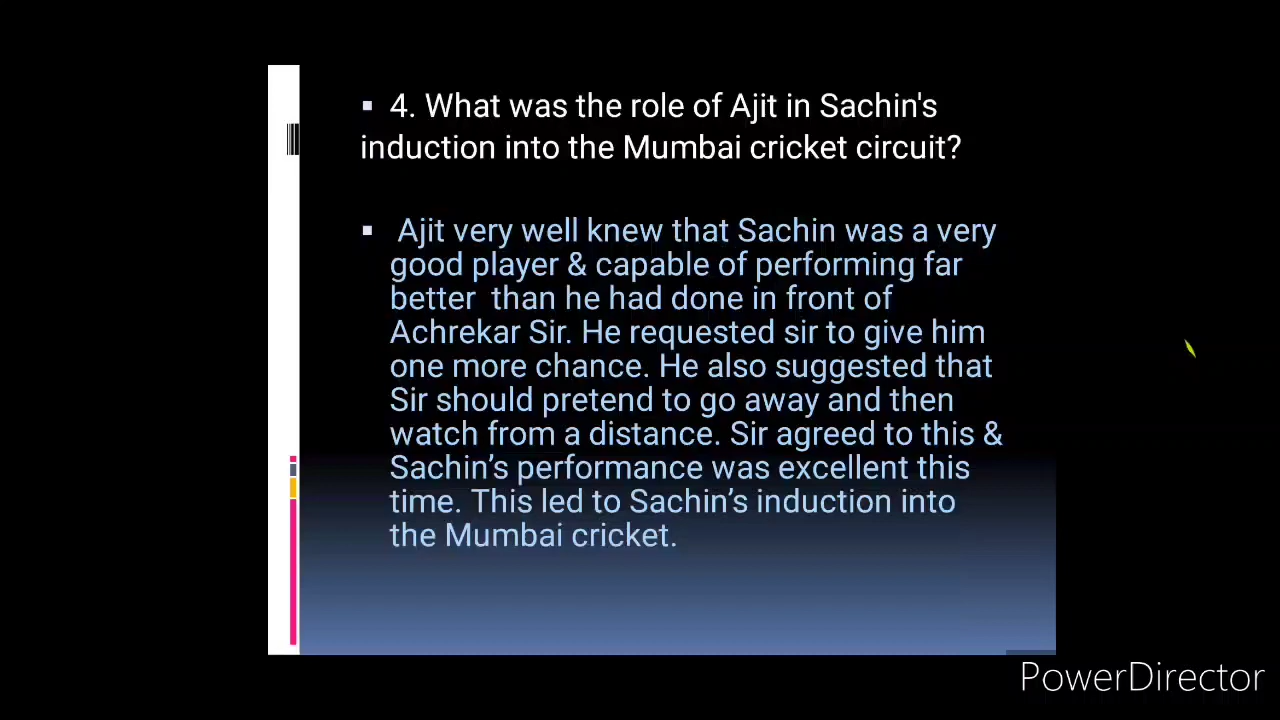 4. What was the role of Ajit in Sachin's
induction into the Mumbai cricket circuit?
Ajit very well knew that Sachin was a very
good player & capable of performing far
better than he had done in front of
Achrekar Sir. He requested sir to give him
one more chance. He also suggested that
Sir should pretend to go away and then
watch from a distance. Sir agreed to this &
Sachin’s performance was excellent this
time. This led to Sachin’s induction into
the Mumbai cricket.
PowerDirector